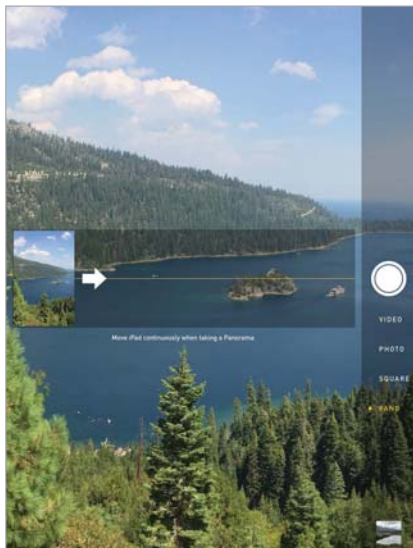 Move iPad continuously when taking a Panorama.
VIDEO
PHOTO
SQUARE
PANO